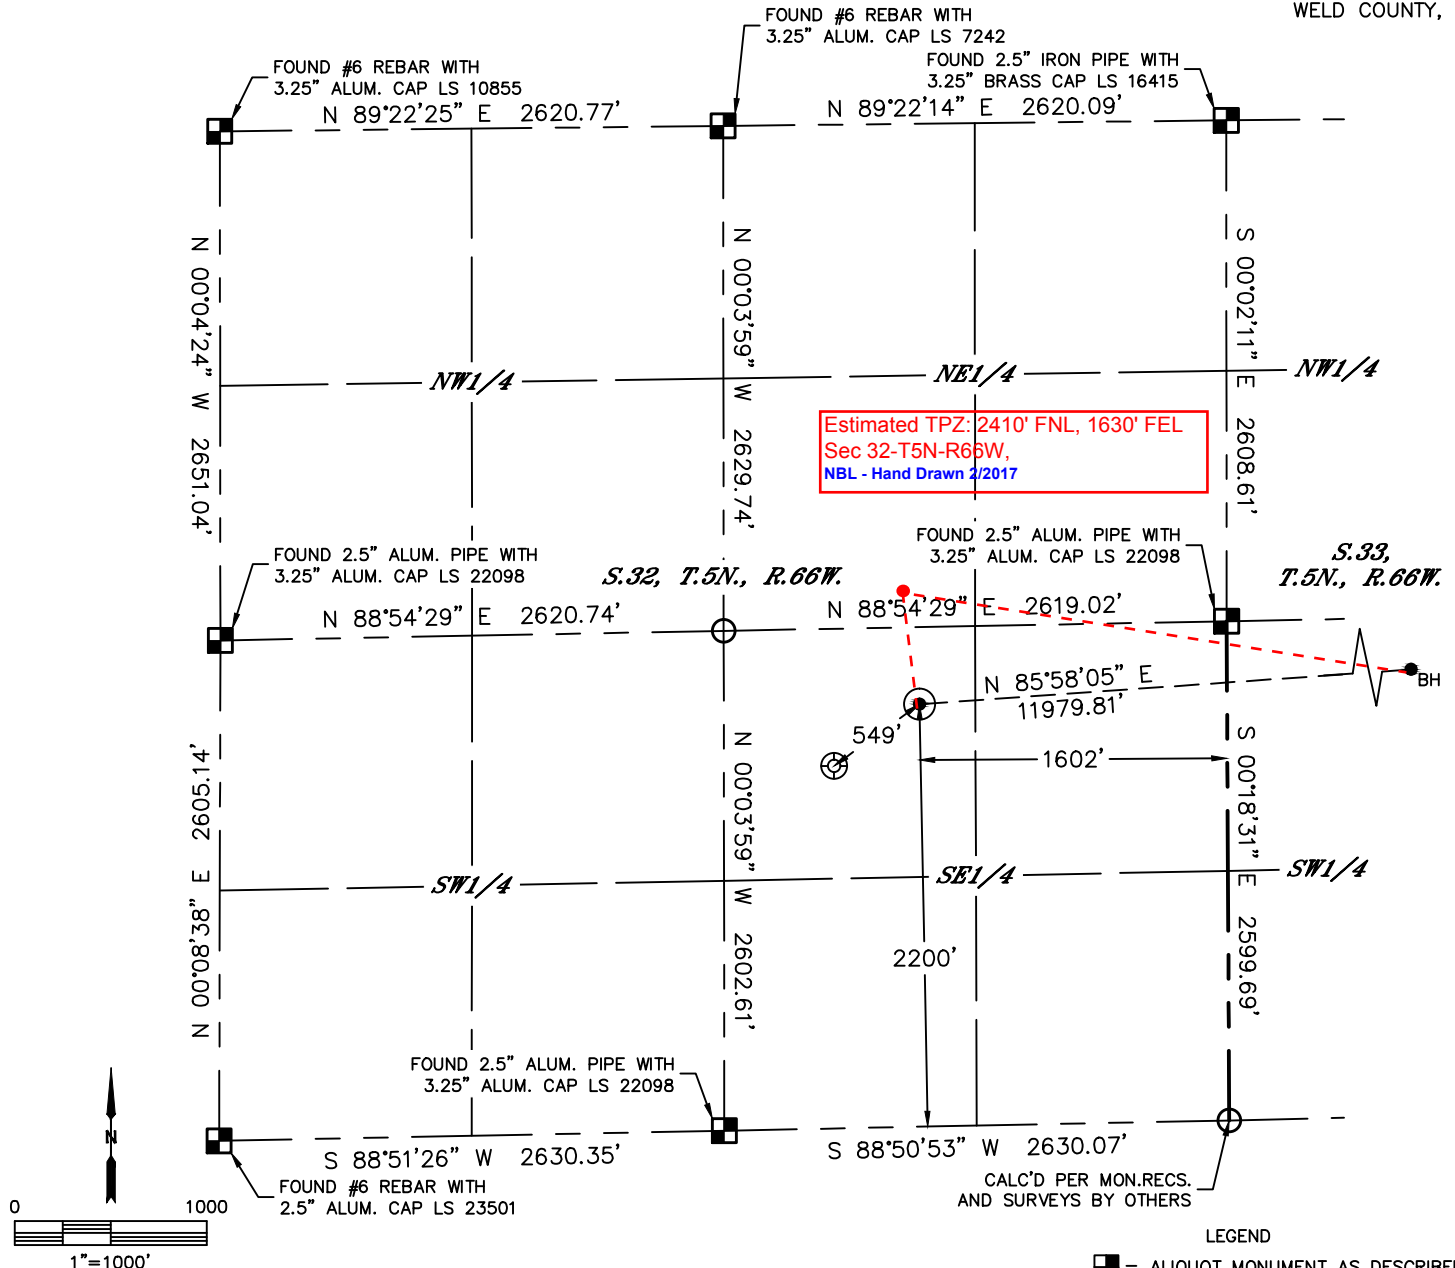 WELD COUNTY,
FOUND #6 REBAR WITH
3.25" ALUM. CAP LS 7242
FOUND #6 REBAR WITH
3.25" ALUM. CAP LS 10855
FOUND 2.5" IRON PIPE WITH
3.25" BRASS CAP LS 16415
N 89°22'25" E 2620.77'
N 89°22'14" E 2620.09'
N 00°04'24" W 2651.04'
N 00°03'59" W 2629.74'
S 00°02'11" E 2608.61'
NW1/4
NE1/4
NW1/4
Estimated TPZ: 2410' FNL, 1630' FEL
Sec 32-T5N-R66W,
NBL - Hand Drawn 2/2017
FOUND 2.5" ALUM. PIPE WITH
3.25" ALUM. CAP LS 22098
FOUND 2.5" ALUM. PIPE WITH
3.25" ALUM. CAP LS 22098
S.32, T.5N., R.66W.
S.33,
T.5N., R.66W.
N 88°54'29" E 2620.74'
N 88°54'29" E 2619.02'
N 85°58'05" E
11979.81'
BH
549'
1602'
N 00°08'38" E 2605.14'
N 00°03'59" W 2602.61'
S 00°18'31" E 2599.69'
SW1/4
SE1/4
SW1/4
2200'
FOUND 2.5" ALUM. PIPE WITH
3.25" ALUM. CAP LS 22098
N
S 88°51'26" W 2630.35'
S 88°50'53" W 2630.07'
FOUND #6 REBAR WITH
2.5" ALUM. CAP LS 23501
CALC'D PER MON.RECS.
AND SURVEYS BY OTHERS
0 1000
1"=1000'
LEGEND
= ALIQUOT MONUMENT AS DESCRIBED